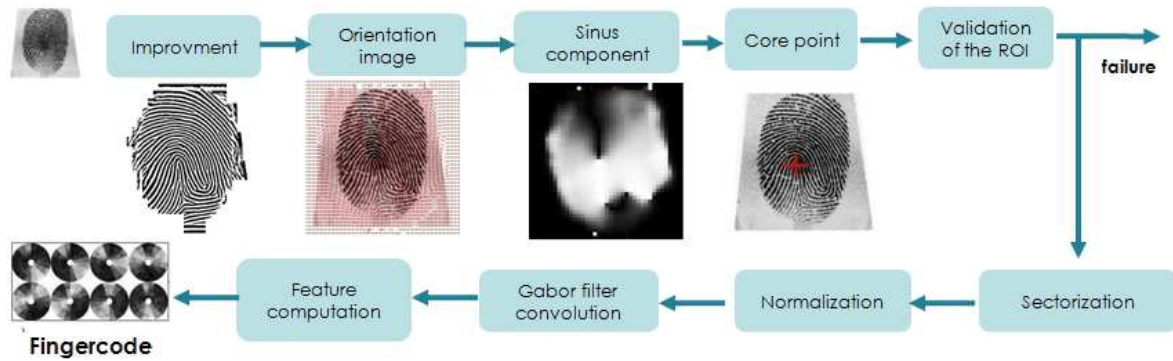 Improvment
Orientation
image
Sinus
component
Core point
Validation
of the ROI
failure
Sectorization
Normalization
Gabor filter
convolution
Feature
computation
Fingercode